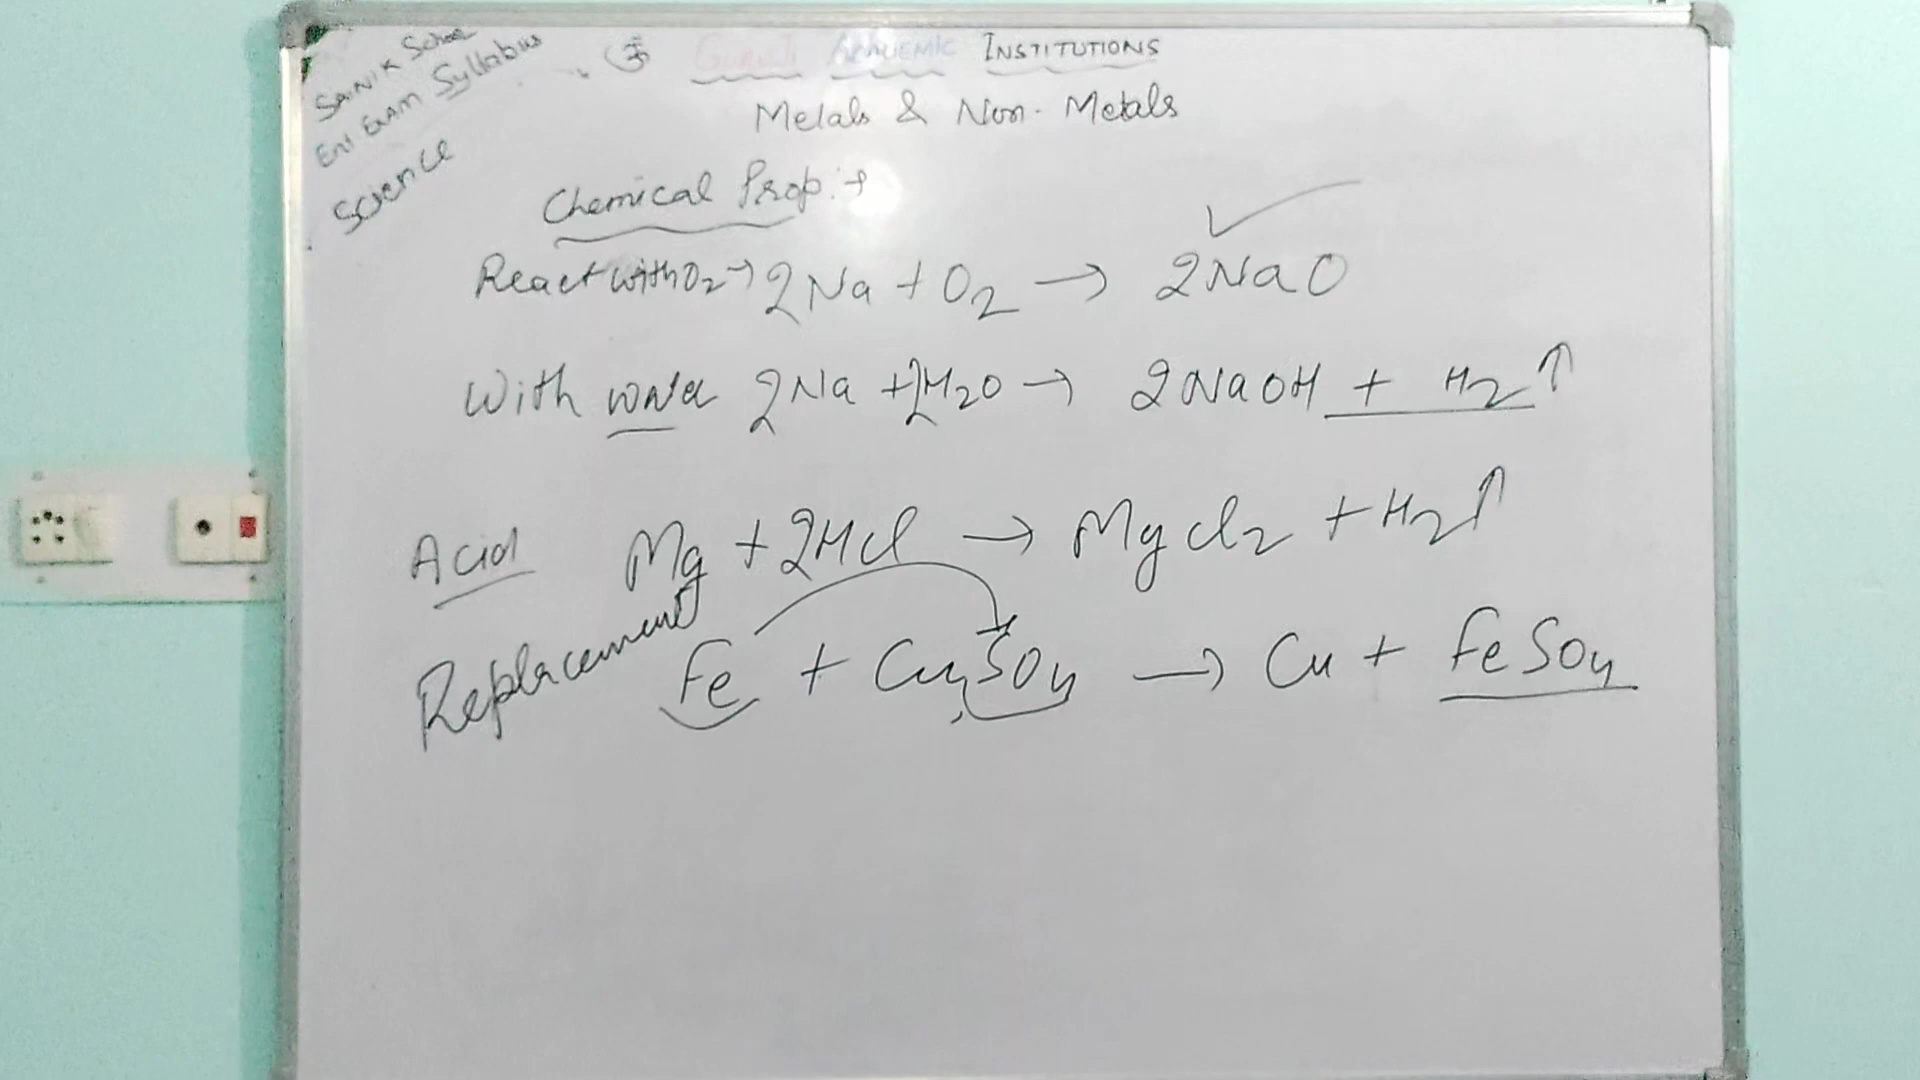 SAINIK School
Ent EXAM Syllabus
Science
ॐ ACADEMIC INSTITUTIONS
Metals & Non-Metals
Chemical Prop:→
React with O2 → 2Na + O2 → 2NaO
With water 2Na + 2H2O → 2NaOH + H2 ↑
Acid Mg + 2HCl → MgCl2 + H2 ↑
Replacement Fe + CuSO4 → Cu + FeSO4